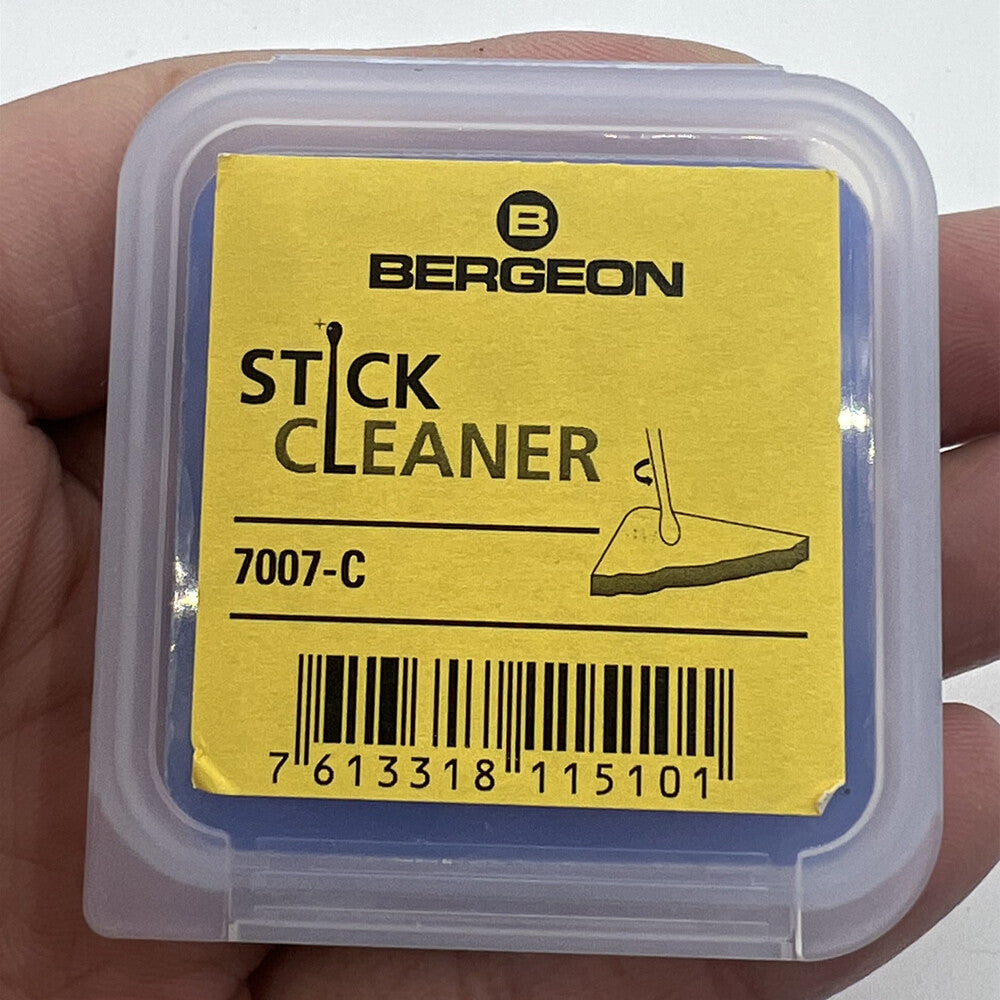 B
BERGEON
STICK
CLEANER
7007-C
7 613318 115101